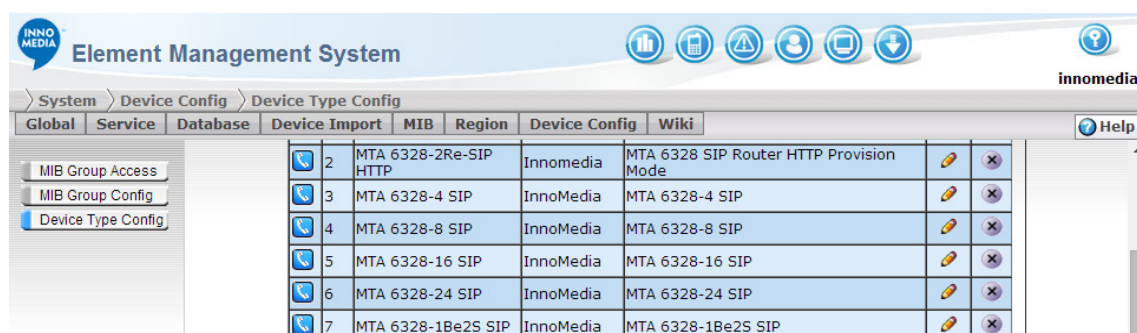 INNO
MEDIA
Element Management System
innomedia
System Device Config Device Type Config
Global Service Database Device Import MIB Region Device Config Wiki Help
MIB Group Access
MIB Group Config
Device Type Config
2 MTA 6328-2Re-SIP HTTP Innomedia MTA 6328 SIP Router HTTP Provision Mode
3 MTA 6328-4 SIP InnoMedia MTA 6328-4 SIP
4 MTA 6328-8 SIP InnoMedia MTA 6328-8 SIP
5 MTA 6328-16 SIP InnoMedia MTA 6328-16 SIP
6 MTA 6328-24 SIP InnoMedia MTA 6328-24 SIP
7 MTA 6328-1Be2S SIP InnoMedia MTA 6328-1Be2S SIP